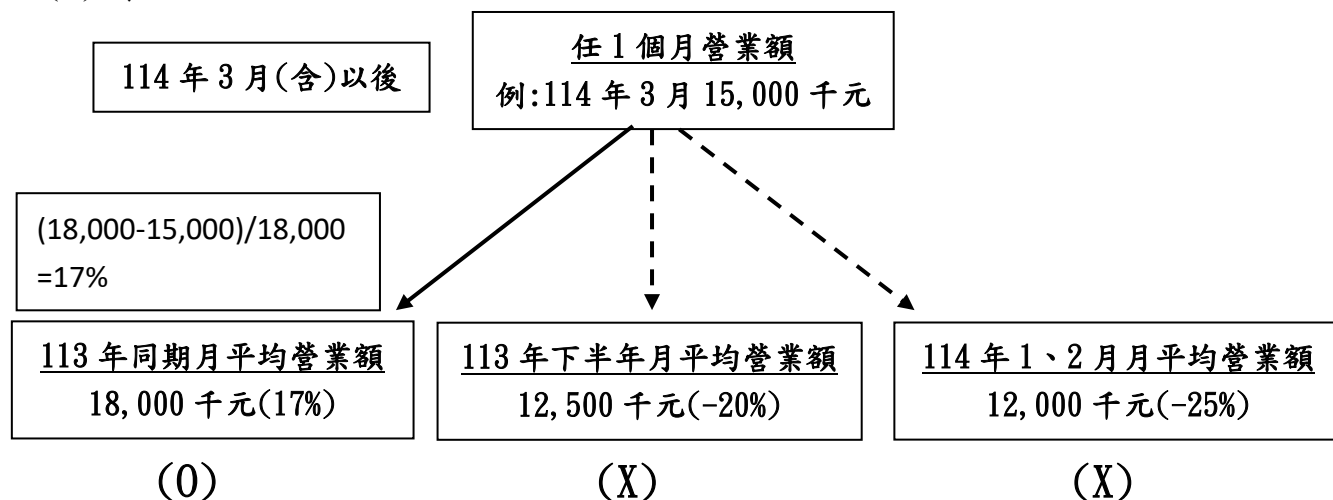 任 1 個月營業額
例:114 年 3 月 15,000 千元
114 年 3 月(含)以後
(18,000-15,000)/18,000
=17%
113 年同期月平均營業額
18,000 千元(17%)
113 年下半年月平均營業額
12,500 千元(-20%)
114 年 1、2 月月平均營業額
12,000 千元(-25%)
(O)
(X)
(X)